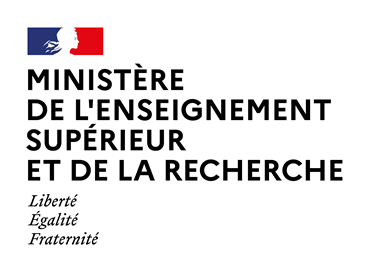 MINISTÈRE
DE L'ENSEIGNEMENT
SUPÉRIEUR
ET DE LA RECHERCHE
Liberté
Égalité
Fraternité